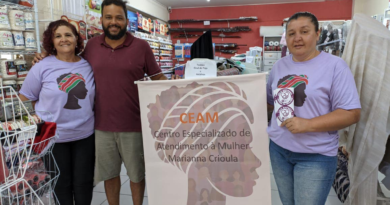 CEAM
Centro Especializado de
Atendimento à Mulher
Marianna Crioula